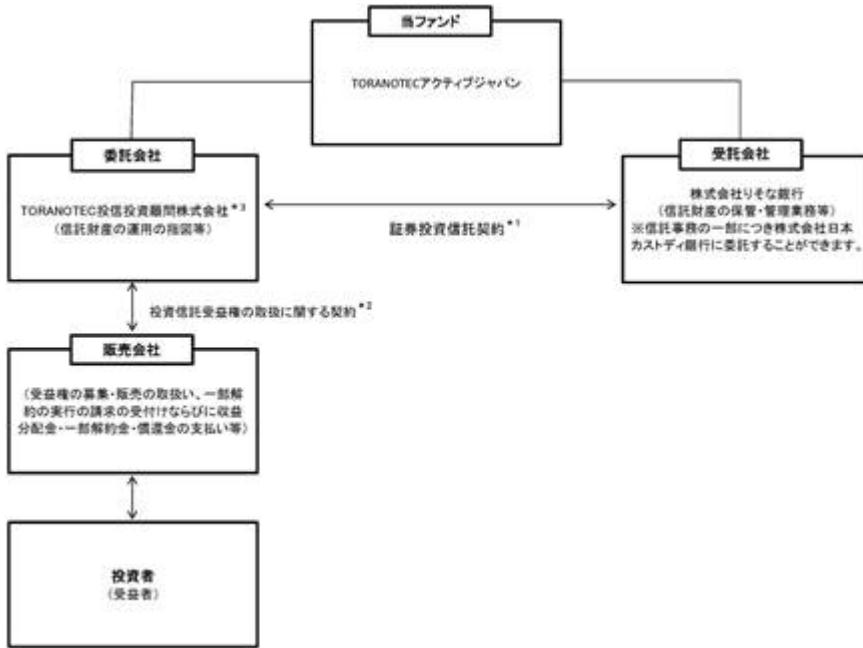 当ファンド
TORANOTECアクティブジャパン
委託会社
TORANOTEC投信投資顧問株式会社*3
(信託財産の運用の指図等)
受託会社
株式会社りそな銀行
(信託財産の保管・管理業務等)
※信託事務の一部につき株式会社日本
カストディ銀行に委託することができます。
証券投資信託契約*1
投資信託受益権の取扱に関する契約*2
販売会社
(受益権の募集・販売の取扱い、一部解
約の実行の請求の受付けならびに収益
分配金・一部解約金・償還金の支払い等)
投資者
(受益者)